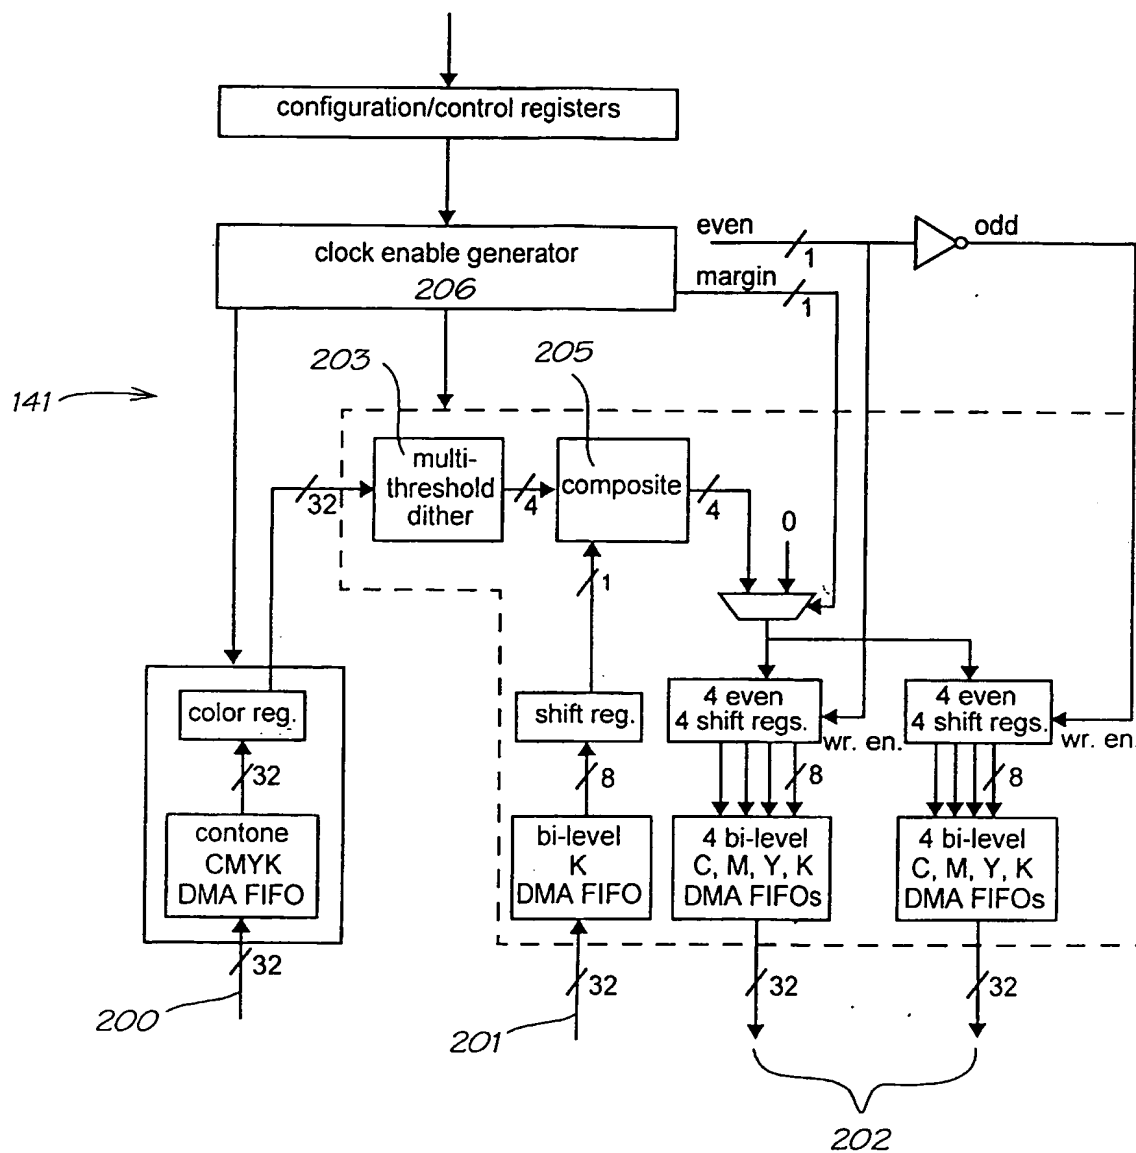 configuration/control registers
clock enable generator
206
even
1
odd
margin
1
203
205
141
multi-
threshold
dither
composite
32
4
4
0
1
color reg.
shift reg.
4 even
4 shift regs.
wr. en.
4 even
4 shift regs.
wr. en.
32
8
8
8
contone
CMYK
DMA FIFO
bi-level
K
DMA FIFO
4 bi-level
C, M, Y, K
DMA FIFOs
4 bi-level
C, M, Y, K
DMA FIFOs
32
32
32
32
200
201
202